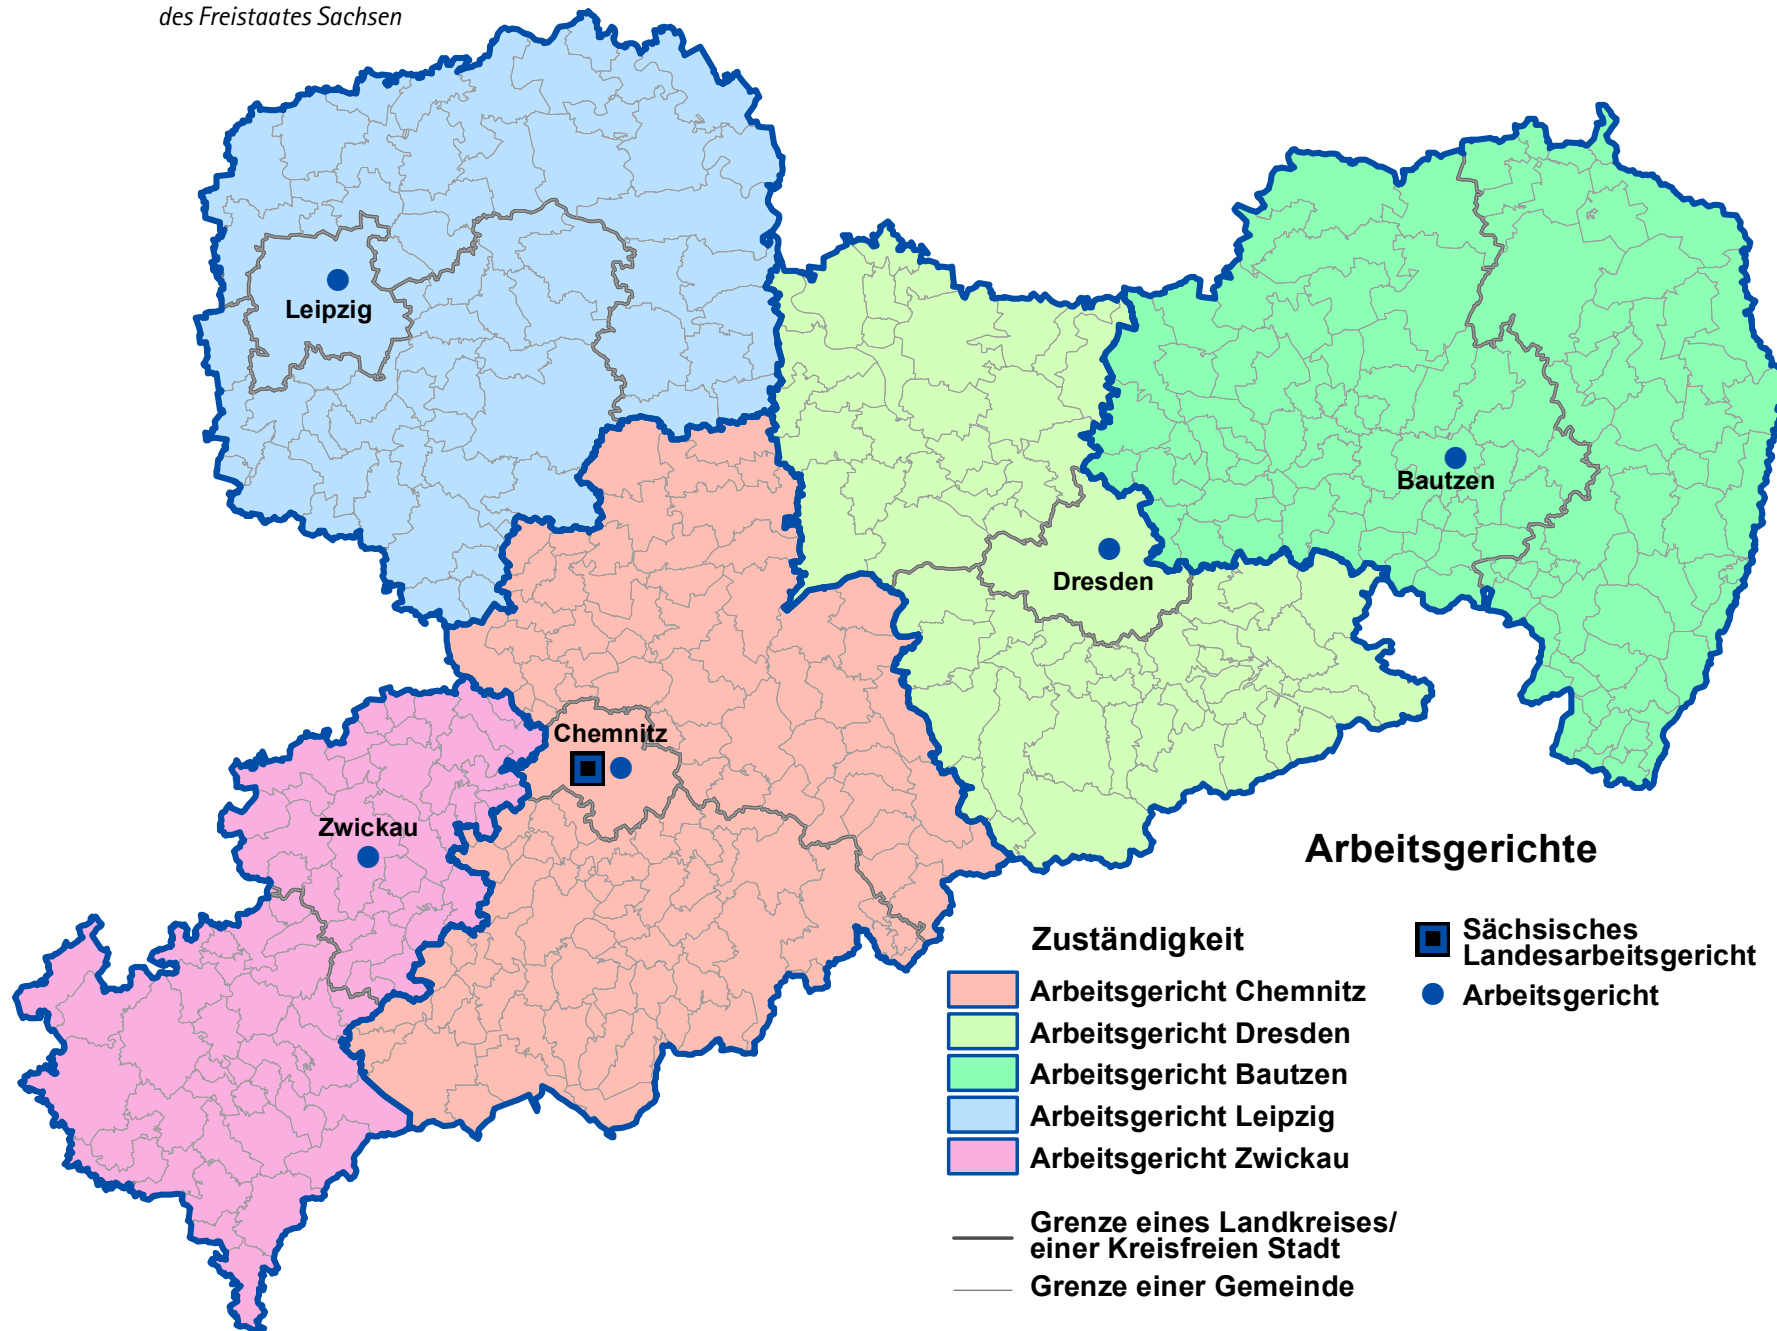 des Freistaates Sachsen
Leipzig
Bautzen
Dresden
Chemnitz
Zwickau
Arbeitsgerichte
Zuständigkeit
Arbeitsgericht Chemnitz
Arbeitsgericht Dresden
Arbeitsgericht Bautzen
Arbeitsgericht Leipzig
Arbeitsgericht Zwickau
Sächsisches
Landesarbeitsgericht
Arbeitsgericht
Grenze eines Landkreises/
einer Kreisfreien Stadt
Grenze einer Gemeinde